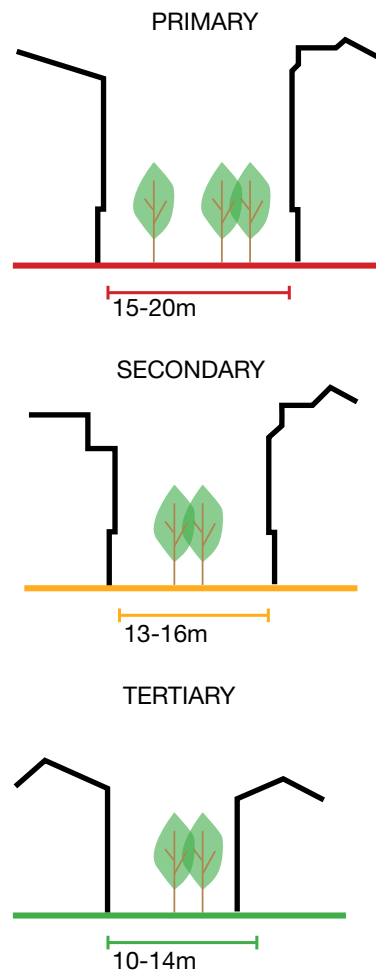 PRIMARY
15-20m
SECONDARY
13-16m
TERTIARY
10-14m